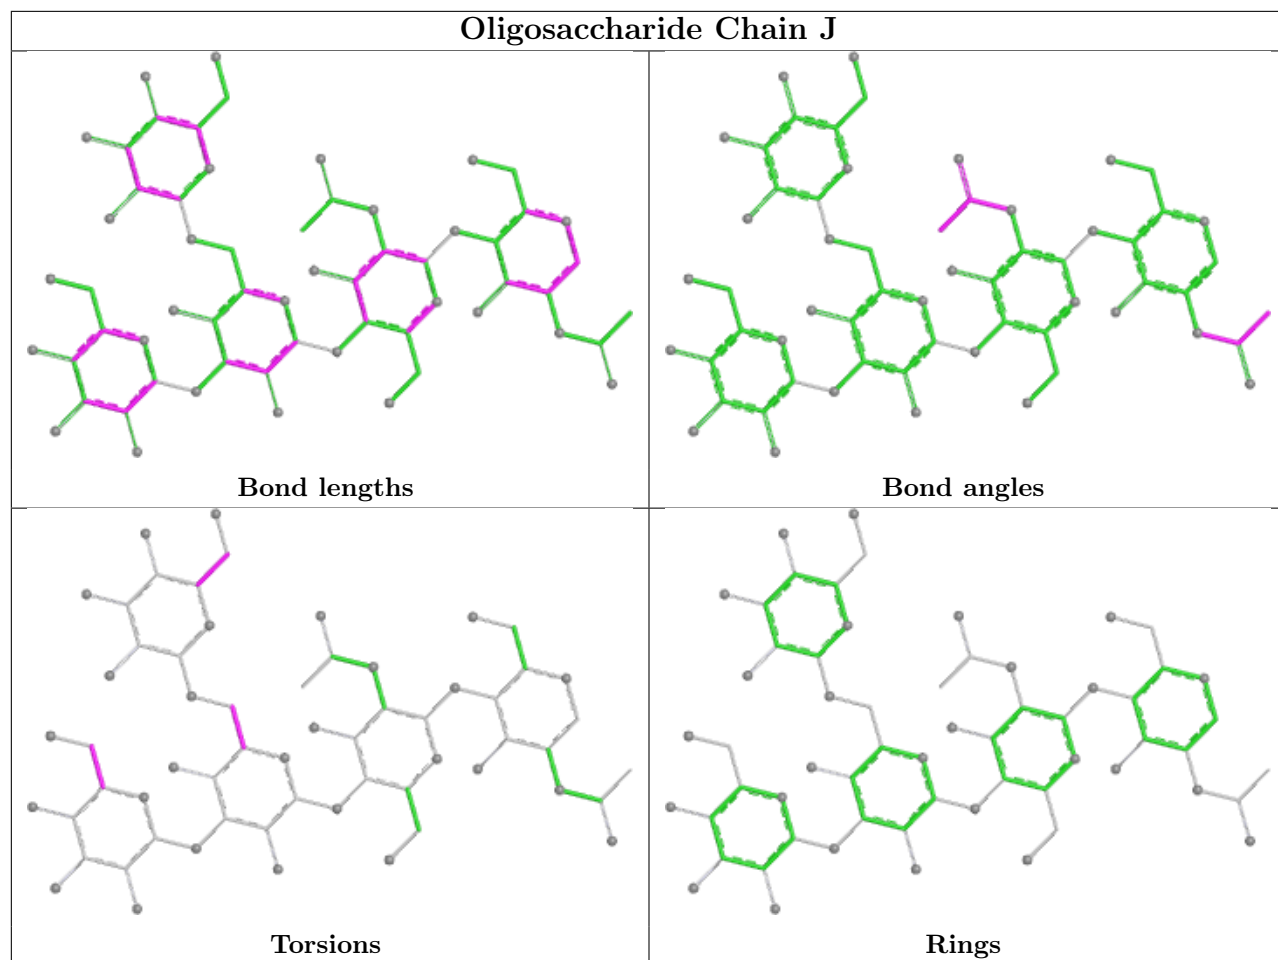 Oligosaccharide Chain J
Bond lengths
Bond angles
Torsions
Rings